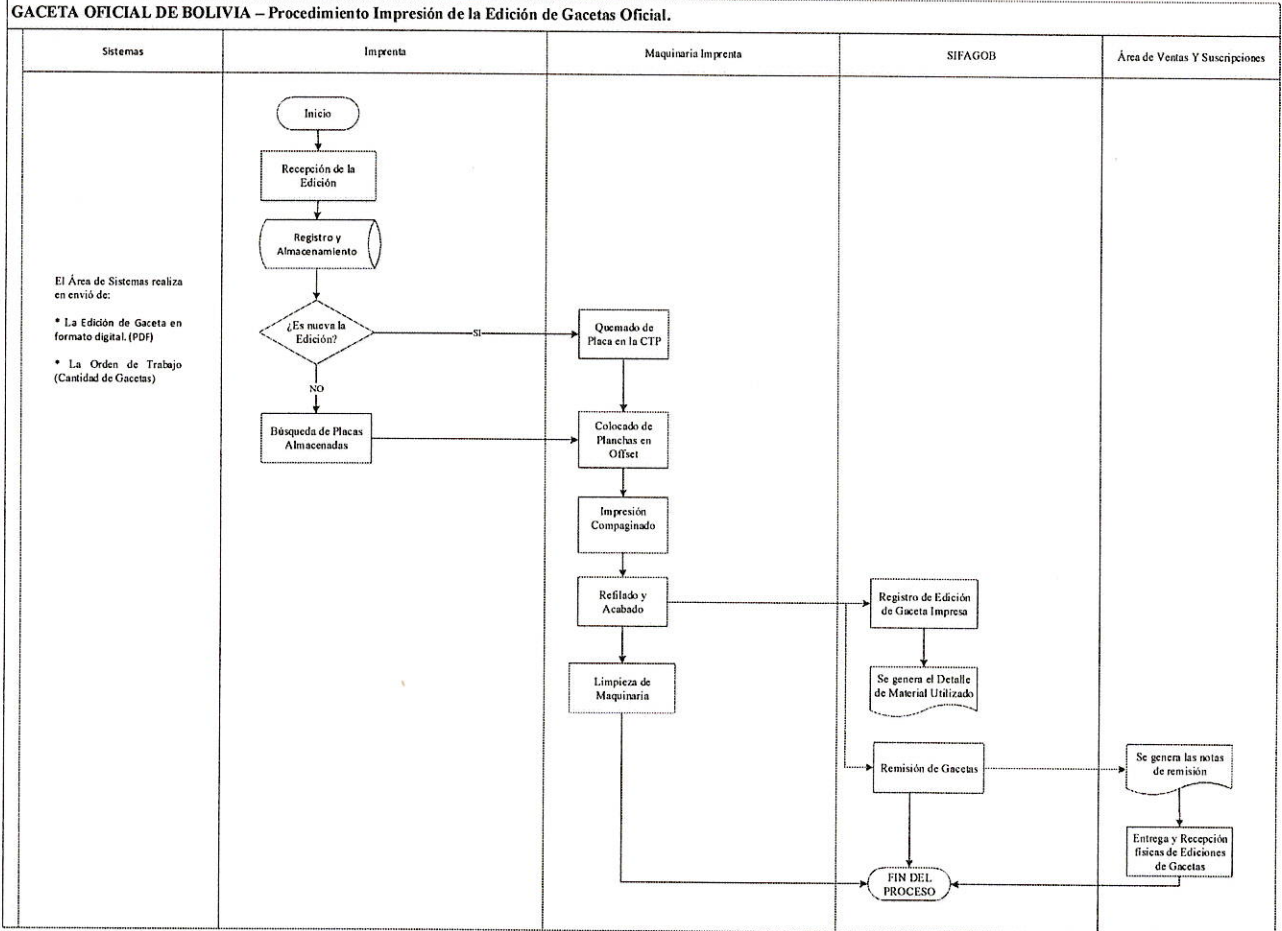 GACETA OFICIAL DE BOLIVIA – Procedimiento Impresión de la Edición de Gacetas Oficial.
Sistemas
Imprenta
Maquinaria Imprenta
SIFAGOB
Área de Ventas Y Suscripciones
El Área de Sistemas realiza
en envió de:
* La Edición de Gaceta en
formato digital. (PDF)
* La Orden de Trabajo
(Cantidad de Gacetas)
Inicio
Recepción de la
Edición
Registro y
Almacenamiento
¿Es nueva la
Edición?
SI
NO
Búsqueda de Placas
Almacenadas
Quemado de
Placa en la CTP
Colocado de
Planchas en
Offset
Impresión
Compaginado
Refilado y
Acabado
Limpieza de
Maquinaria
Registro de Edición
de Gaceta Impresa
Se genera el Detalle
de Material Utilizado
Remisión de Gacetas
Se genera las notas
de remisión
Entrega y Recepción
físicas de Ediciones
de Gacetas
FIN DEL
PROCESO